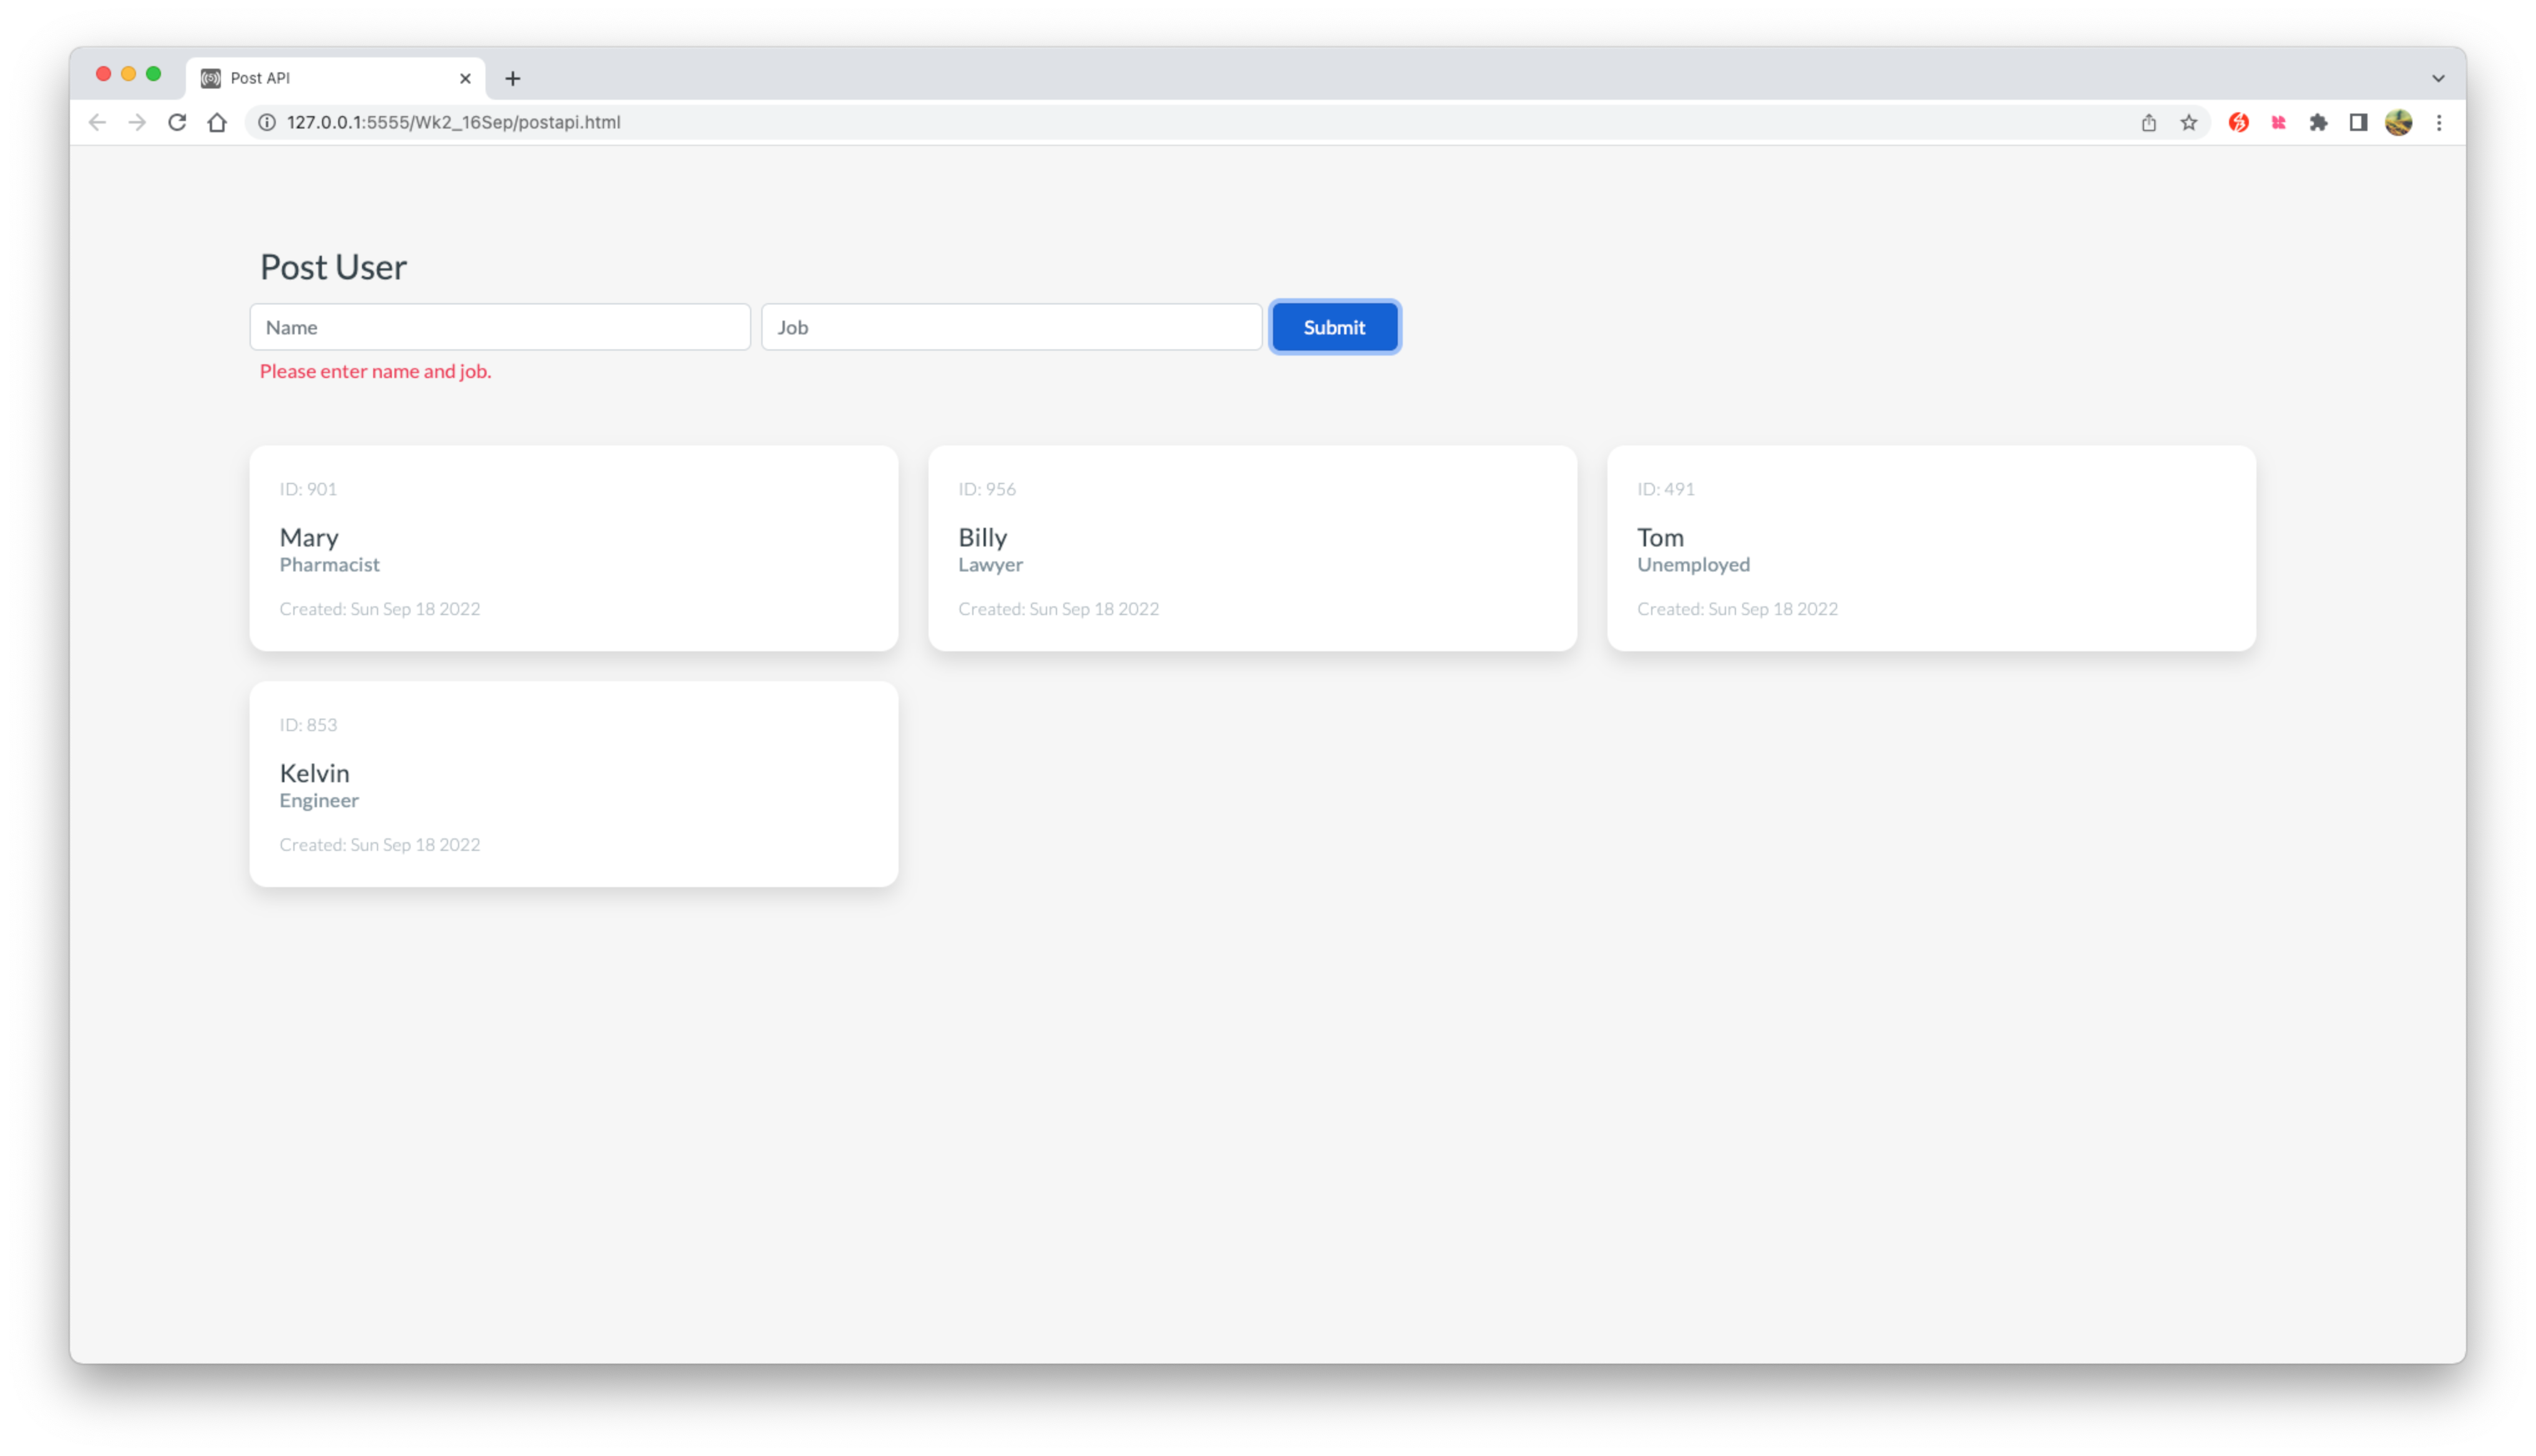 Post API
127.0.0.1:5555/Wk2_16Sep/postapi.html
Post User
Name Job Submit
Please enter name and job.
ID: 901
Mary
Pharmacist
Created: Sun Sep 18 2022
ID: 956
Billy
Lawyer
Created: Sun Sep 18 2022
ID: 491
Tom
Unemployed
Created: Sun Sep 18 2022
ID: 853
Kelvin
Engineer
Created: Sun Sep 18 2022